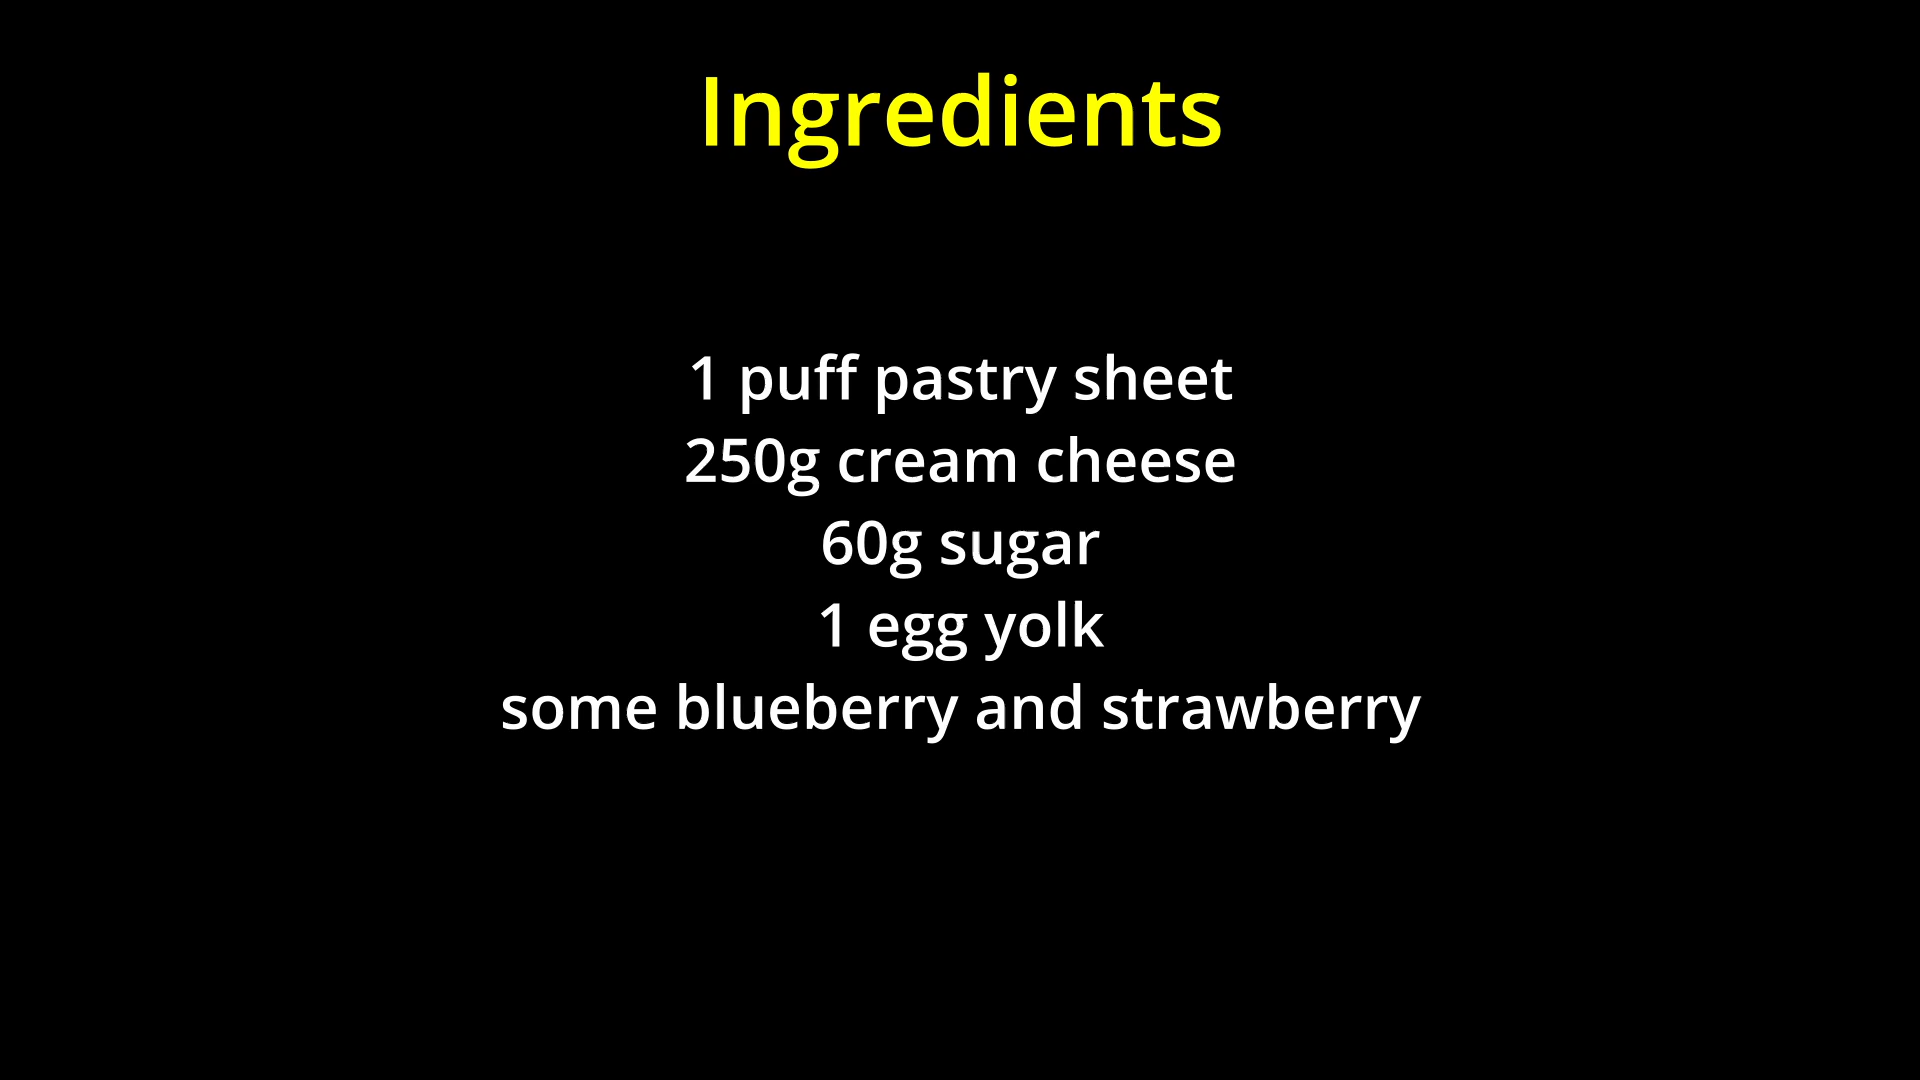 Ingredients
1 puff pastry sheet
250g cream cheese
60g sugar
1 egg yolk
some blueberry and strawberry